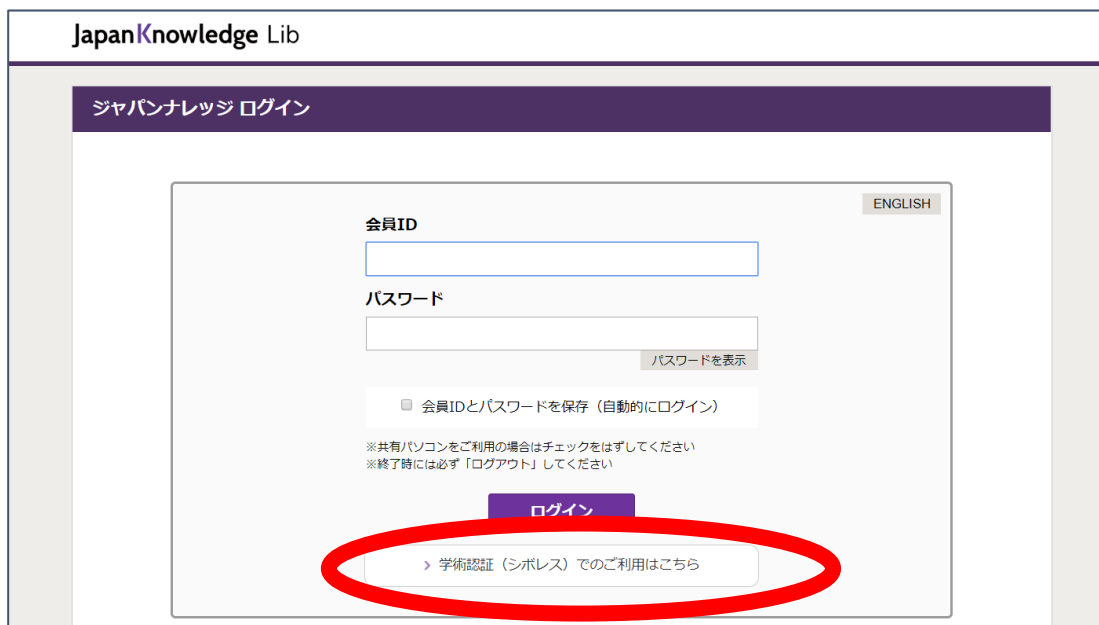 JapanKnowledge Lib
ジャパンナレッジ ログイン
ENGLISH
会員ID
パスワード
パスワードを表示
会員IDとパスワードを保存（自動的にログイン）
※共有パソコンをご利用の場合はチェックをはずしてください
※終了時には必ず「ログアウト」してください
ログイン
学術認証（シボレス）でのご利用はこちら